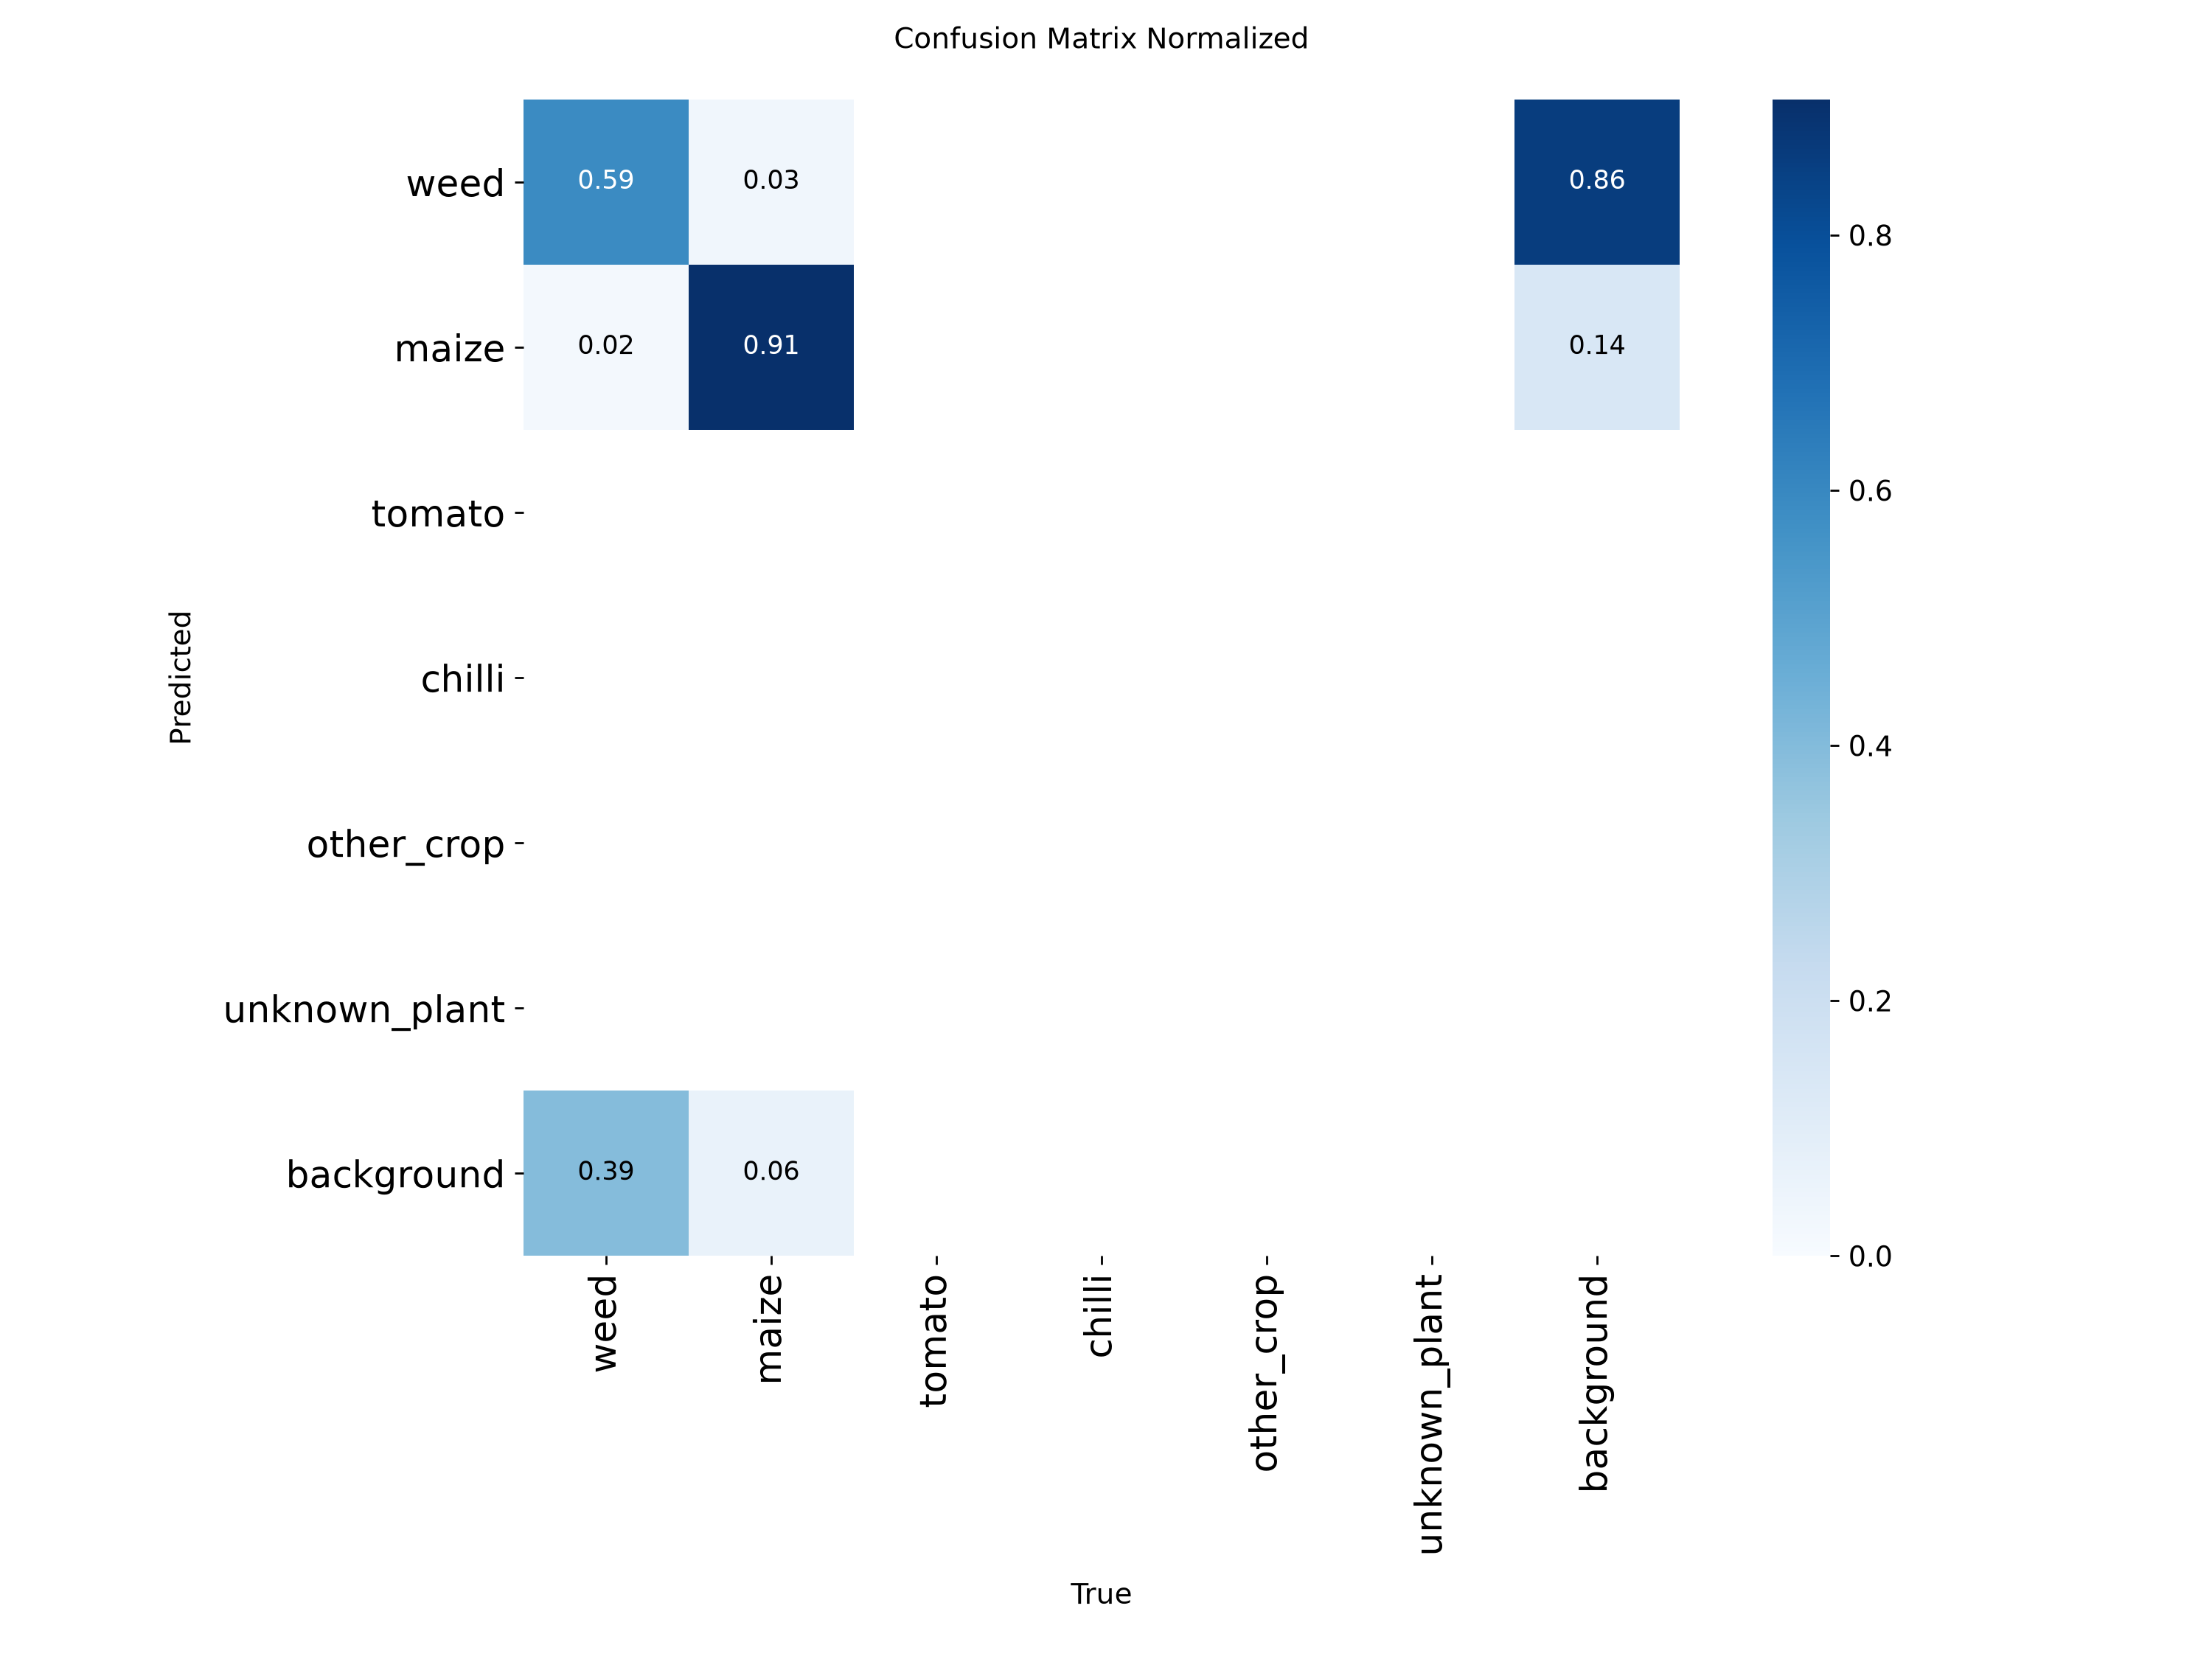 Confusion Matrix Normalized
weed 0.59 0.03 0.86
maize 0.02 0.91 0.14
tomato
chilli
other_crop
unknown_plant
background 0.39 0.06
Predicted
weed maize tomato chilli other_crop unknown_plant background
True
0.8
0.6
0.4
0.2
0.0